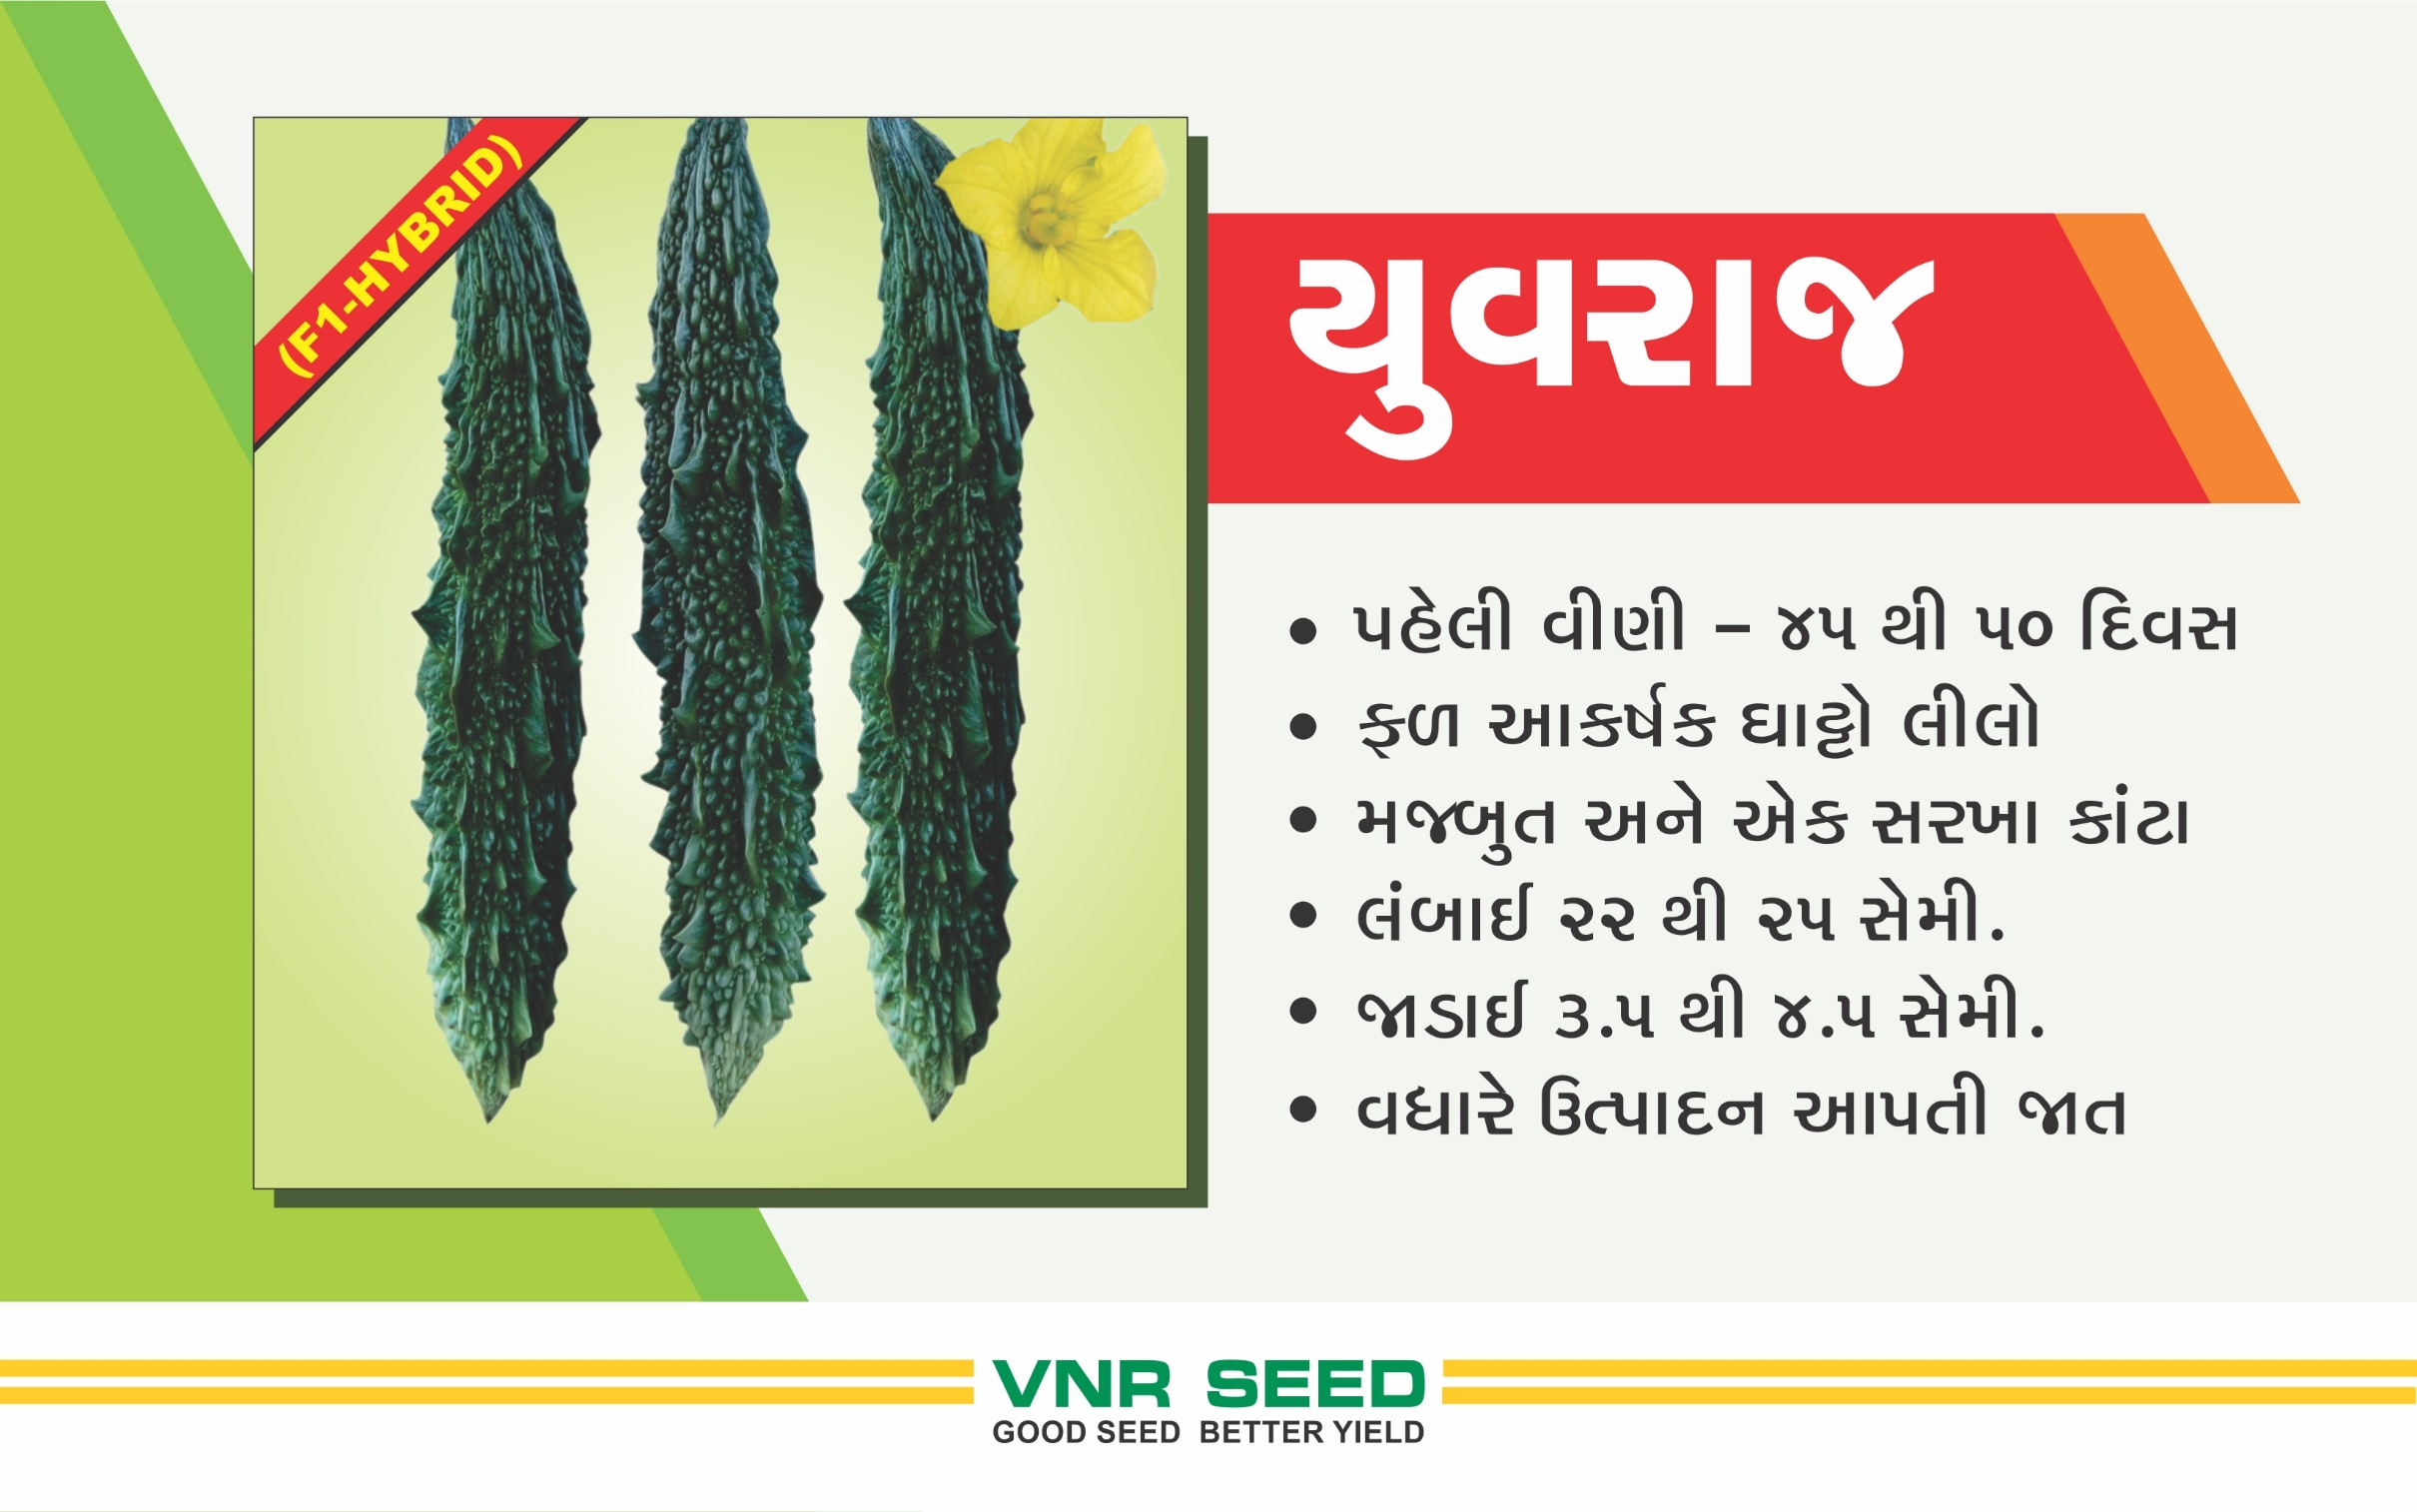 (F1-HYBRID)
યુવરાજ
• પહેલી વીણી – ૪૫ થી ૫૦ દિવસ
• ફળ આકર્ષક ઘાટ્ટો લીલો
• મજબુત અને એક સરખા કાંટા
• લંબાઈ ૨૨ થી ૨૫ સેમી.
• જાડાઈ ૩.૫ થી ૪.૫ સેમી.
• વધારે ઉત્પાદન આપતી જાત
VNR SEED
GOOD SEED BETTER YIELD